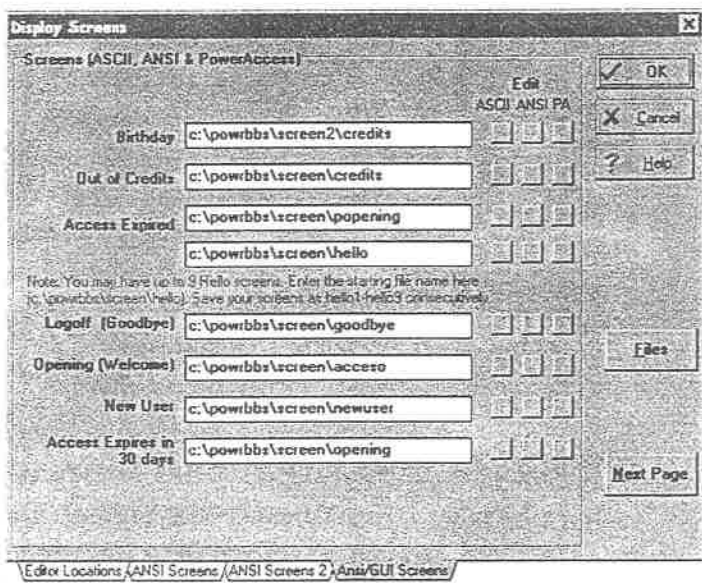 Display Screens
Screens (ASCII, ANSI & PowerAccess)
Edit
ASCII ANSI PA
OK
Cancel
Help
Birthday c:\powrbbs\screen2\credits
Out of Credits c:\powrbbs\screen\credits
Access Expired c:\powrbbs\screen\popening
c:\powrbbs\screen\hello
Note: You may have up to 9 Hello screens. Enter the starting file name here
(c:\powrbbs\screen\hello). Save your screens as hello1-hello9 consecutively
Logoff (Goodbye) c:\powrbbs\screen\goodbye
Opening (Welcome) c:\powrbbs\screen\acceso
New User c:\powrbbs\screen\newuser
Access Expires in
30 days c:\powrbbs\screen\opening
Files
Next Page
Editor Locations ANSI Screens ANSI Screens 2 Ansi/GUI Screens